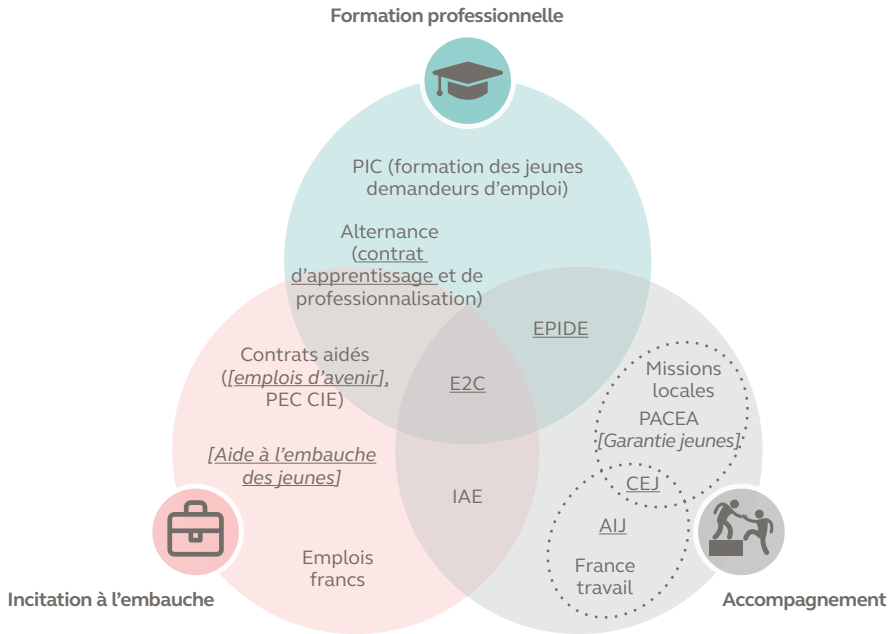 Formation professionnelle
PIC (formation des jeunes
demandeurs d’emploi)
Alternance
(contrat
d’apprentissage et de
professionnalisation)
EPIDE
Contrats aidés
([emplois d’avenir],
PEC CIE)
E2C
Missions
locales
PACEA
[Garantie jeunes]
[Aide à l’embauche
des jeunes]
IAE
CEJ
AIJ
Emplois
francs
France
travail
Incitation à l’embauche
Accompagnement